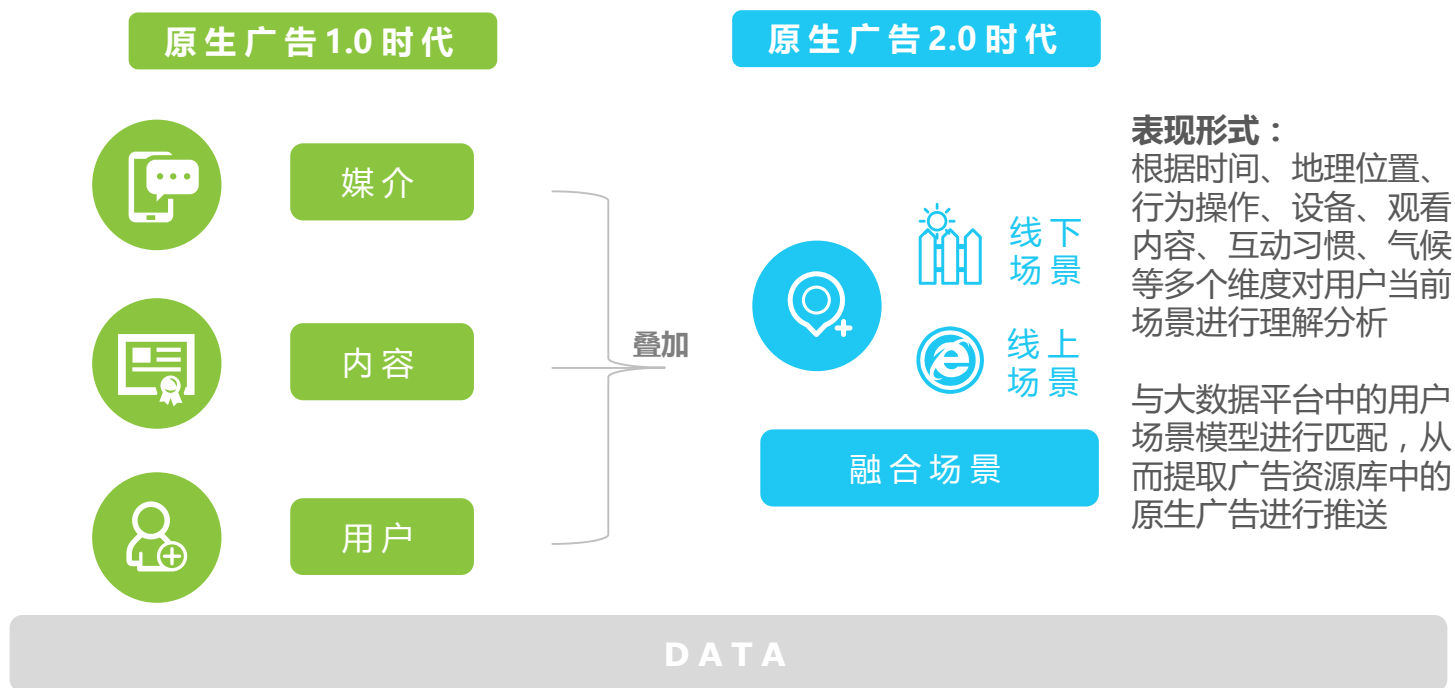 原生广告1.0时代
原生广告2.0时代
媒介
内容
用户
叠加
线下
场景
线上
场景
融合场景
表现形式：
根据时间、地理位置、
行为操作、设备、观看
内容、互动习惯、气候
等多个维度对用户当前
场景进行理解分析
与大数据平台中的用户
场景模型进行匹配，从
而提取广告资源库中的
原生广告进行推送
DATA